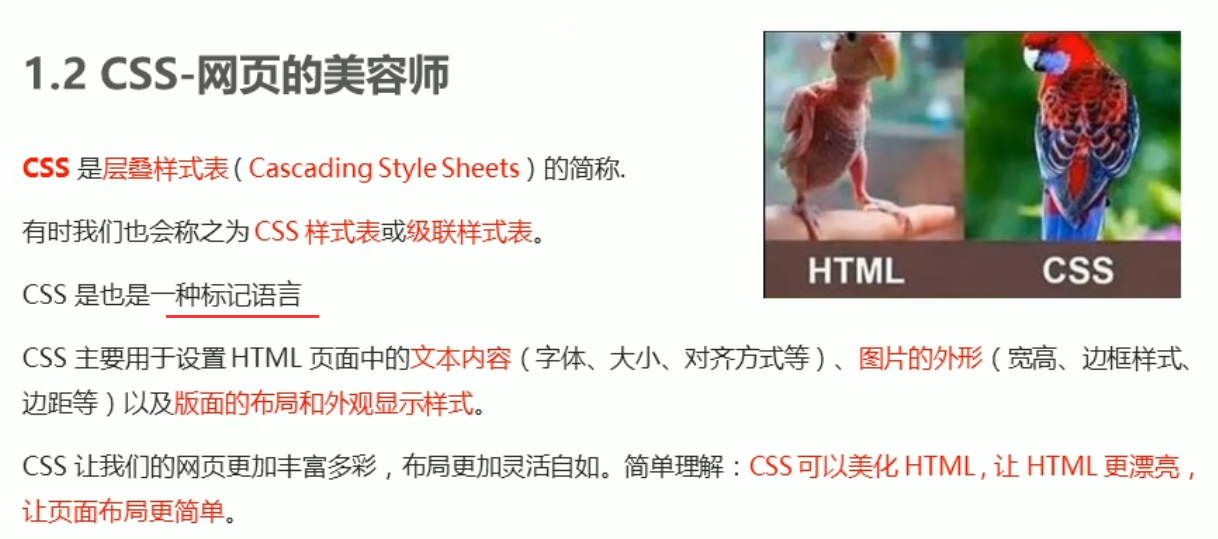 1.2 CSS-网页的美容师
HTML
CSS
CSS 是层叠样式表 ( Cascading Style Sheets ) 的简称.
有时我们也会称之为 CSS 样式表或级联样式表。
CSS 是也是一种标记语言
CSS 主要用于设置 HTML 页面中的文本内容（字体、大小、对齐方式等）、图片的外形（宽高、边框样式、
边距等）以及版面的布局和外观显示样式。
CSS 让我们的网页更加丰富多彩，布局更加灵活自如。简单理解：CSS 可以美化 HTML , 让 HTML 更漂亮，
让页面布局更简单。